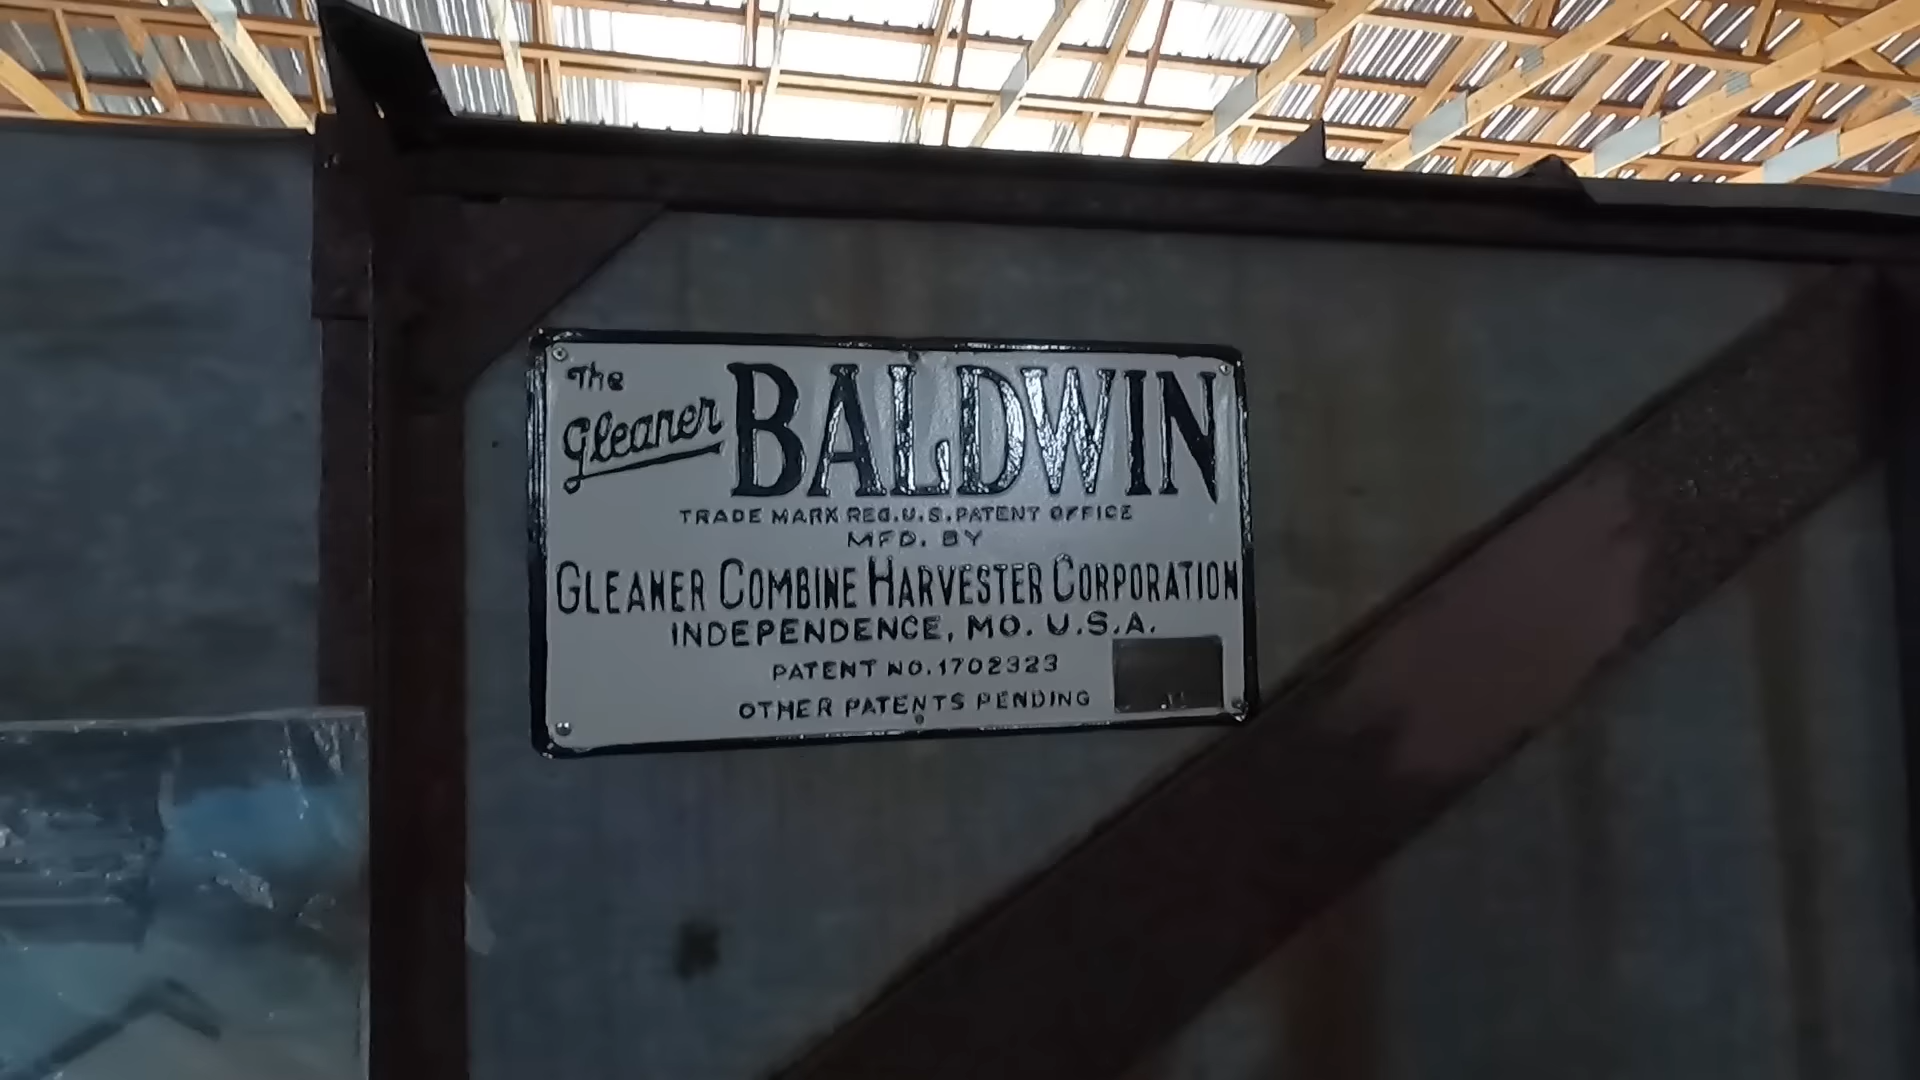 The
Gleaner BALDWIN
TRADE MARK REG.U.S.PATENT OFFICE
MFD. BY
GLEANER COMBINE HARVESTER CORPORATION
INDEPENDENCE, MO. U.S.A.
PATENT NO.1702323
OTHER PATENTS PENDING